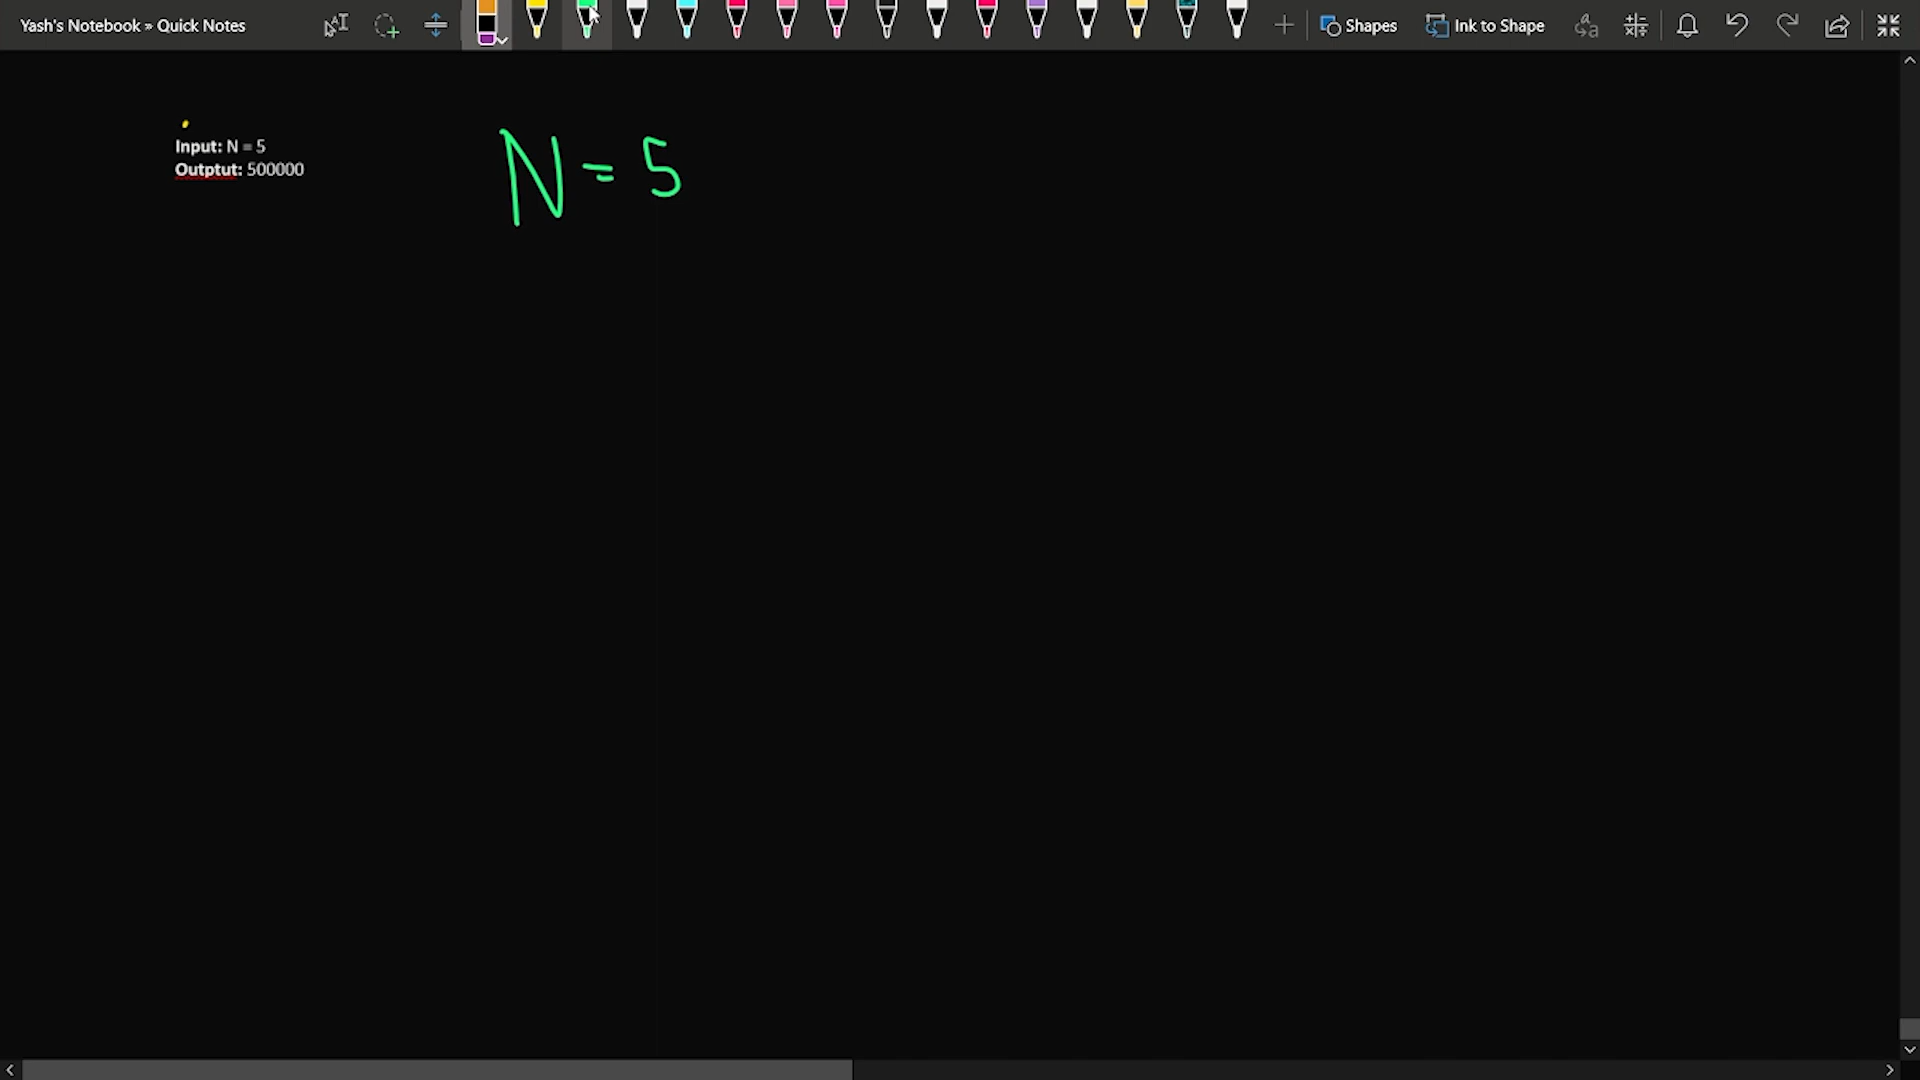 Yash's Notebook » Quick Notes
Shapes
Ink to Shape
Input: N = 5
Outptut: 500000
N = 5